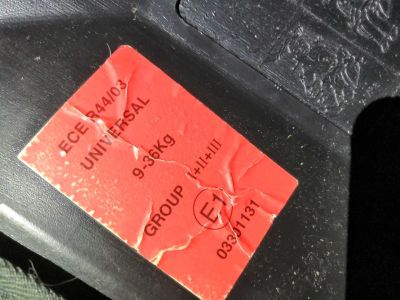 ECE R44/03
UNIVERSAL
9-36Kg
GROUP I+II+III
E1
03301131